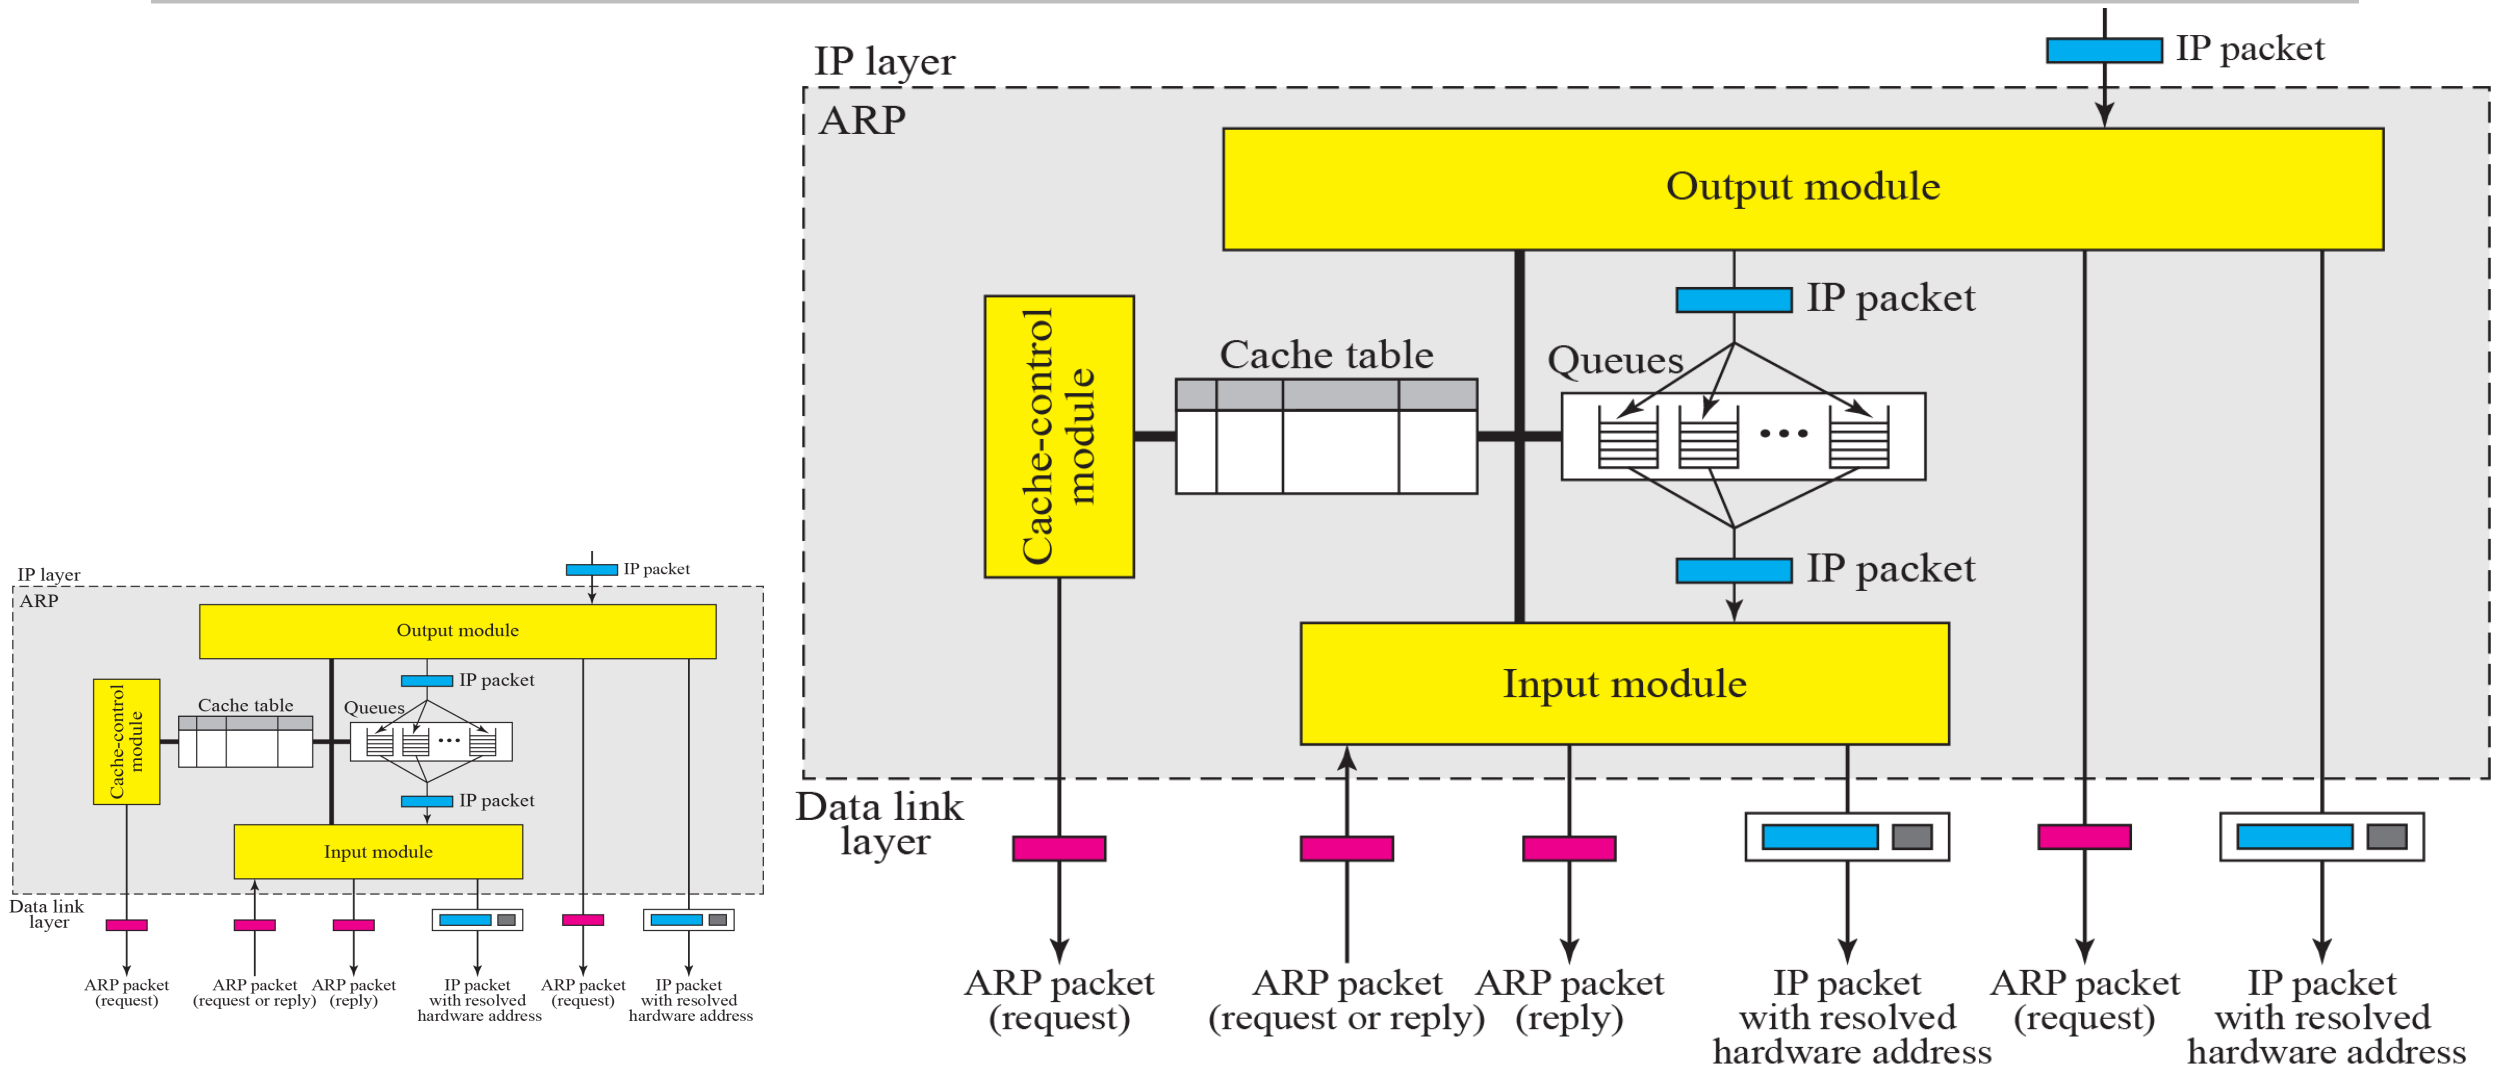 IP layer
IP packet
ARP
Output module
IP packet
Cache-control
module
Cache table
Queues
IP packet
Input module
Data link
layer
ARP packet
(request)
ARP packet
(request or reply)
ARP packet
(reply)
IP packet
with resolved
hardware address
ARP packet
(request)
IP packet
with resolved
hardware address
IP layer
IP packet
ARP
Output module
IP packet
Cache-control
module
Cache table
Queues
IP packet
Input module
Data link
layer
ARP packet
(request)
ARP packet
(request or reply)
ARP packet
(reply)
IP packet
with resolved
hardware address
ARP packet
(request)
IP packet
with resolved
hardware address